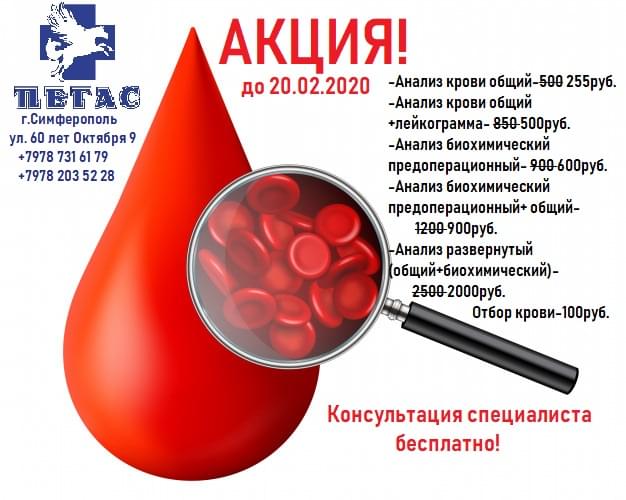 ПЕГАС
г.Симферополь
ул. 60 лет Октября 9
+7978 731 61 79
+7978 203 52 28
АКЦИЯ!
до 20.02.2020
-Анализ крови общий-500 255руб.
-Анализ крови общий
+лейкограмма- 850 500руб.
-Анализ биохимический
предоперационный- 900 600руб.
-Анализ биохимический
предоперационный+ общий-
1200 900руб.
-Анализ развернутый
(общий+биохимический)-
2500 2000руб.
Отбор крови-100руб.
Консультация специалиста
бесплатно!